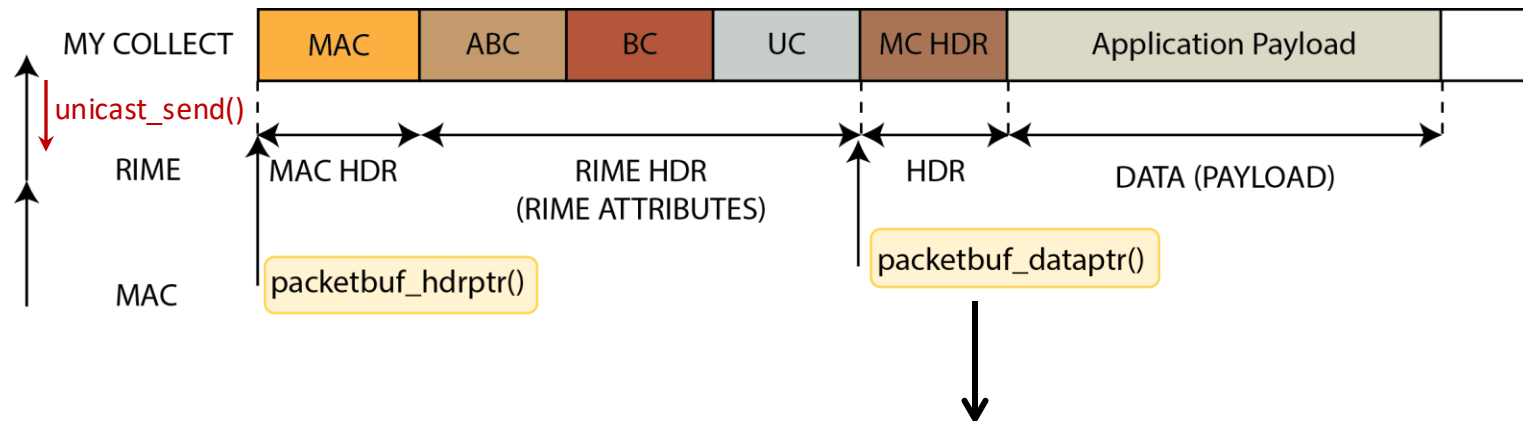 MY COLLECT
MAC
ABC
BC
UC
MC HDR
Application Payload
unicast_send()
RIME
MAC HDR
RIME HDR
(RIME ATTRIBUTES)
HDR
DATA (PAYLOAD)
MAC
packetbuf_hdrptr()
packetbuf_dataptr()